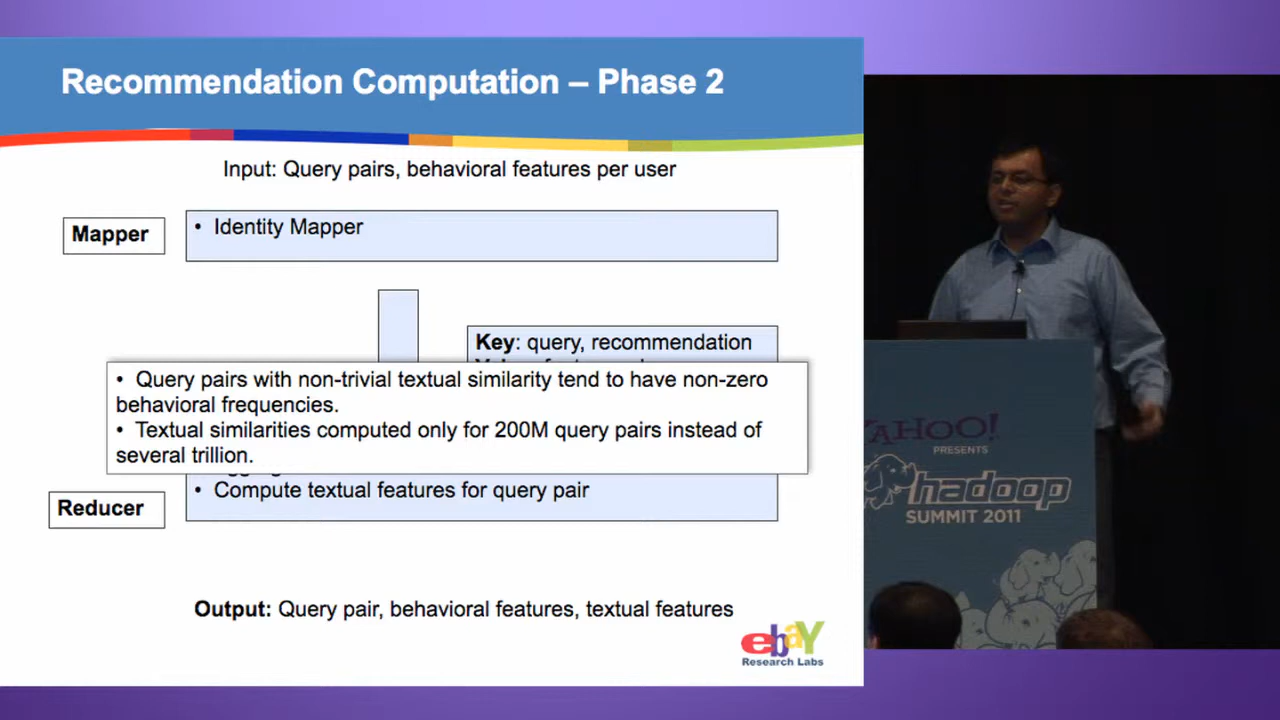 Recommendation Computation – Phase 2
Input: Query pairs, behavioral features per user
Mapper
• Identity Mapper
Key: query, recommendation
• Query pairs with non-trivial textual similarity tend to have non-zero
behavioral frequencies.
• Textual similarities computed only for 200M query pairs instead of
several trillion.
• Compute textual features for query pair
Reducer
Output: Query pair, behavioral features, textual features
ebaY
Research Labs
YAHOO!
PRESENTS
hadoop
SUMMIT 2011